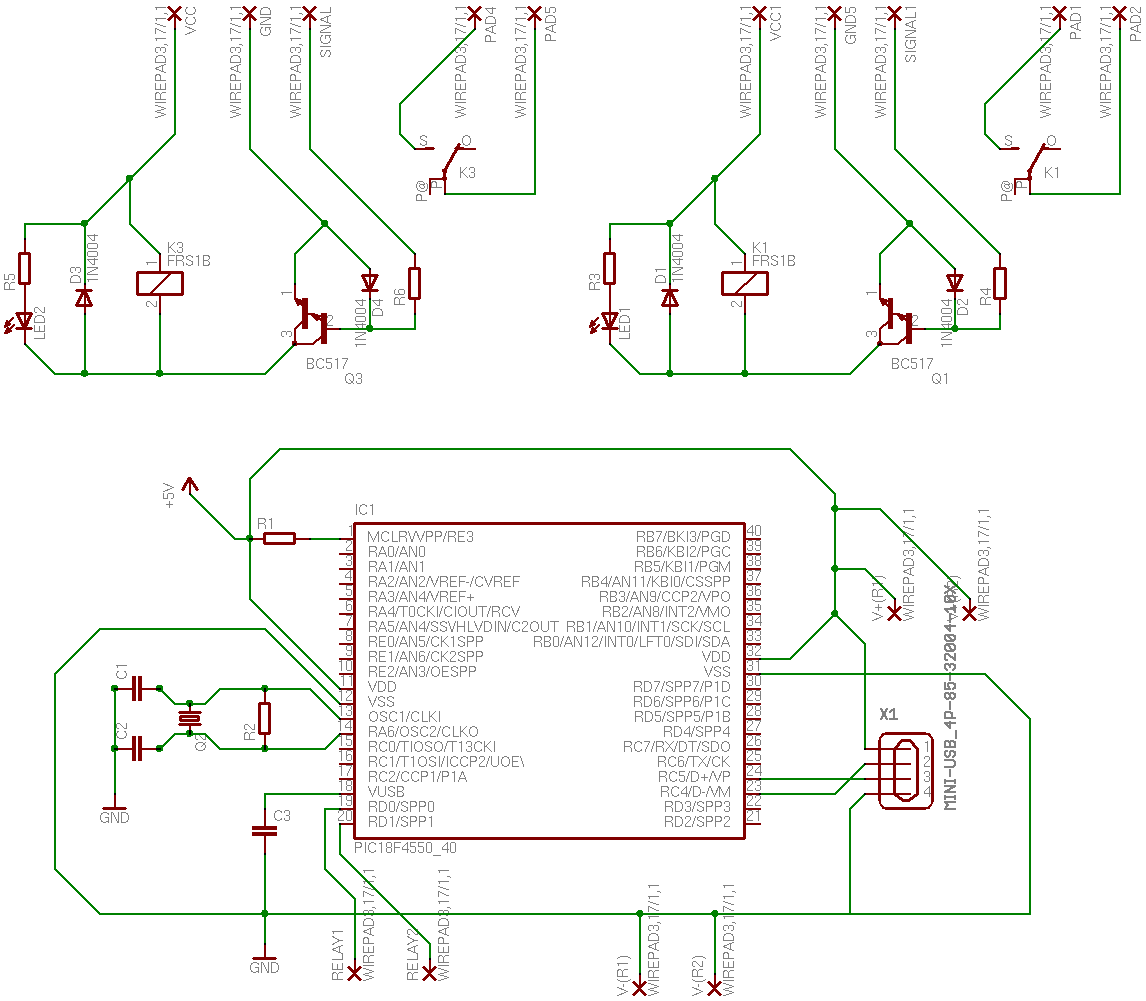 WIREPAD3,17/1,1
VCC
WIREPAD3,17/1,1
GND
WIREPAD3,17/1,1
SIGNAL
WIREPAD3,17/1,1
PAD4
WIREPAD3,17/1,1
PAD5
WIREPAD3,17/1,1
VCC1
WIREPAD3,17/1,1
GND5
WIREPAD3,17/1,1
SIGNAL1
WIREPAD3,17/1,1
PAD1
WIREPAD3,17/1,1
PAD2
S
O
P@
P
K3
S
O
P@
P
K1
R5
LED2
D3
1N4004
K3
FRS1B
1
2
1
2
3
BC517
Q3
1N4004
D4
R6
R3
LED1
D1
1N4004
K1
FRS1B
1
2
1
2
3
BC517
Q1
1N4004
D2
R4
+5V
R1
IC1
1 MCLR\/VPP/RE3
2 RA0/AN0
3 RA1/AN1
4 RA2/AN2/VREF-/CVREF
5 RA3/AN4/VREF+
6 RA4/T0CKI/CIOUT/RCV
7 RA5/AN4/SSVHLVDIN/C2OUT
8 RE0/AN5/CK1SPP
9 RE1/AN6/CK2SPP
10 RE2/AN3/OESPP
11 VDD
12 VSS
13 OSC1/CLKI
14 RA6/OSC2/CLKO
15 RC0/TIOSO/T13CKI
16 RC1/T1OSI/ICCP2/UOE\
17 RC2/CCP1/P1A
18 VUSB
19 RD0/SPP0
20 RD1/SPP1
RB7/BKI3/PGD 40
RB6/KBI2/PGC 39
RB5/KBI1/PGM 38
RB4/AN11/KBI0/CSSPP 37
RB3/AN9/CCP2/VPO 36
RB2/AN8/INT2/VMO 35
RB1/AN10/INT1/SCK/SCL 34
RB0/AN12/INT0/LFT0/SDI/SDA 33
VDD 32
VSS 31
RD7/SPP7/P1D 30
RD6/SPP6/P1C 29
RD5/SPP5/P1B 28
RD4/SPP4 27
RC7/RX/DT/SDO 26
RC6/TX/CK 25
RC5/D+/VP 24
RC4/D-/VM 23
RD3/SPP3 22
RD2/SPP2 21
PIC18F4550_40
C1
C2
Q2
R2
GND
C3
GND
V+(R1)
WIREPAD3,17/1,1
WIREPAD3,17/1,1
X1
1
2
3
4
MINI-USB_4P-85-32004-10X
RELAY1
WIREPAD3,17/1,1
RELAY2
WIREPAD3,17/1,1
V-(R1)
WIREPAD3,17/1,1
V-(R2)
WIREPAD3,17/1,1